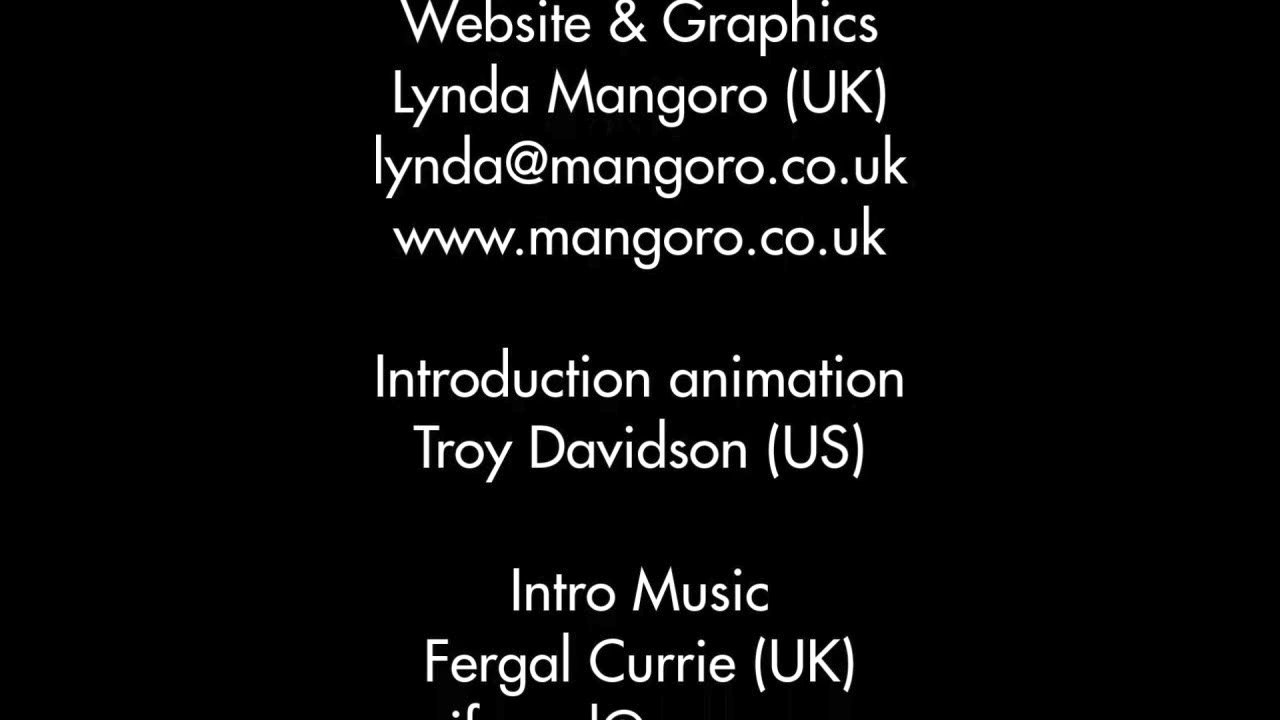 Website & Graphics
Lynda Mangoro (UK)
lynda@mangoro.co.uk
www.mangoro.co.uk
Introduction animation
Troy Davidson (US)
Intro Music
Fergal Currie (UK)